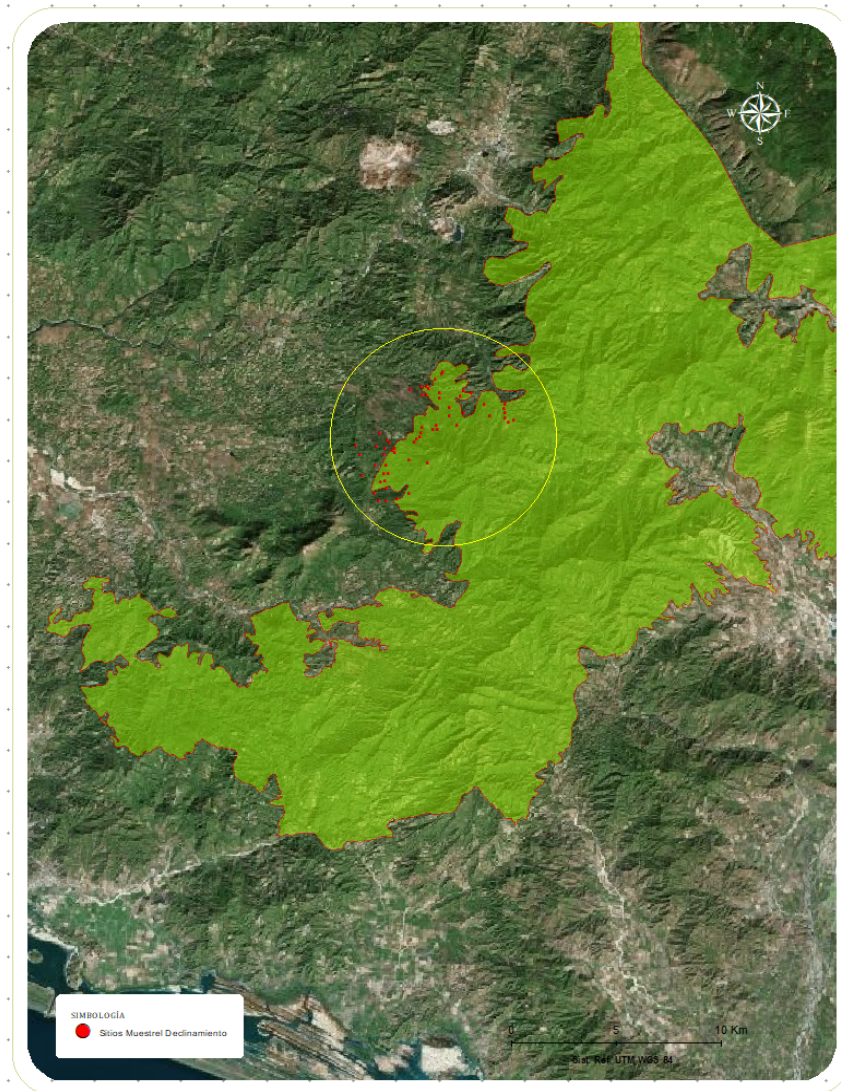 N
W E
S
SIMBOLOGÍA
Sitios Muestrel Declinamiento
0 5 10 Km
Sist. Ref. UTM WGS 84